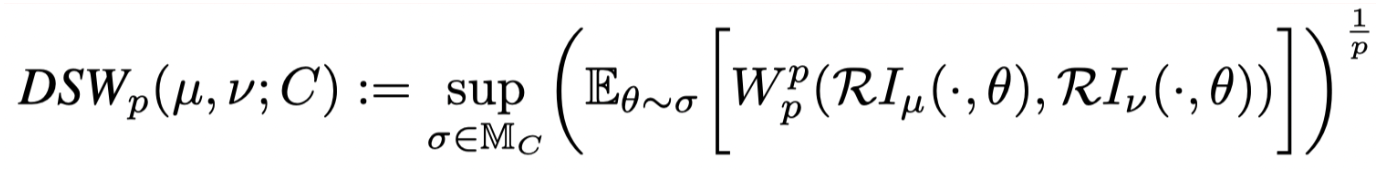 DSW_p(μ, ν; C) := sup_{σ∈𝕄_C} (𝔼_{θ∼σ}[W_p^p(ℛI_μ(·, θ), ℛI_ν(·, θ))])^{1/p}